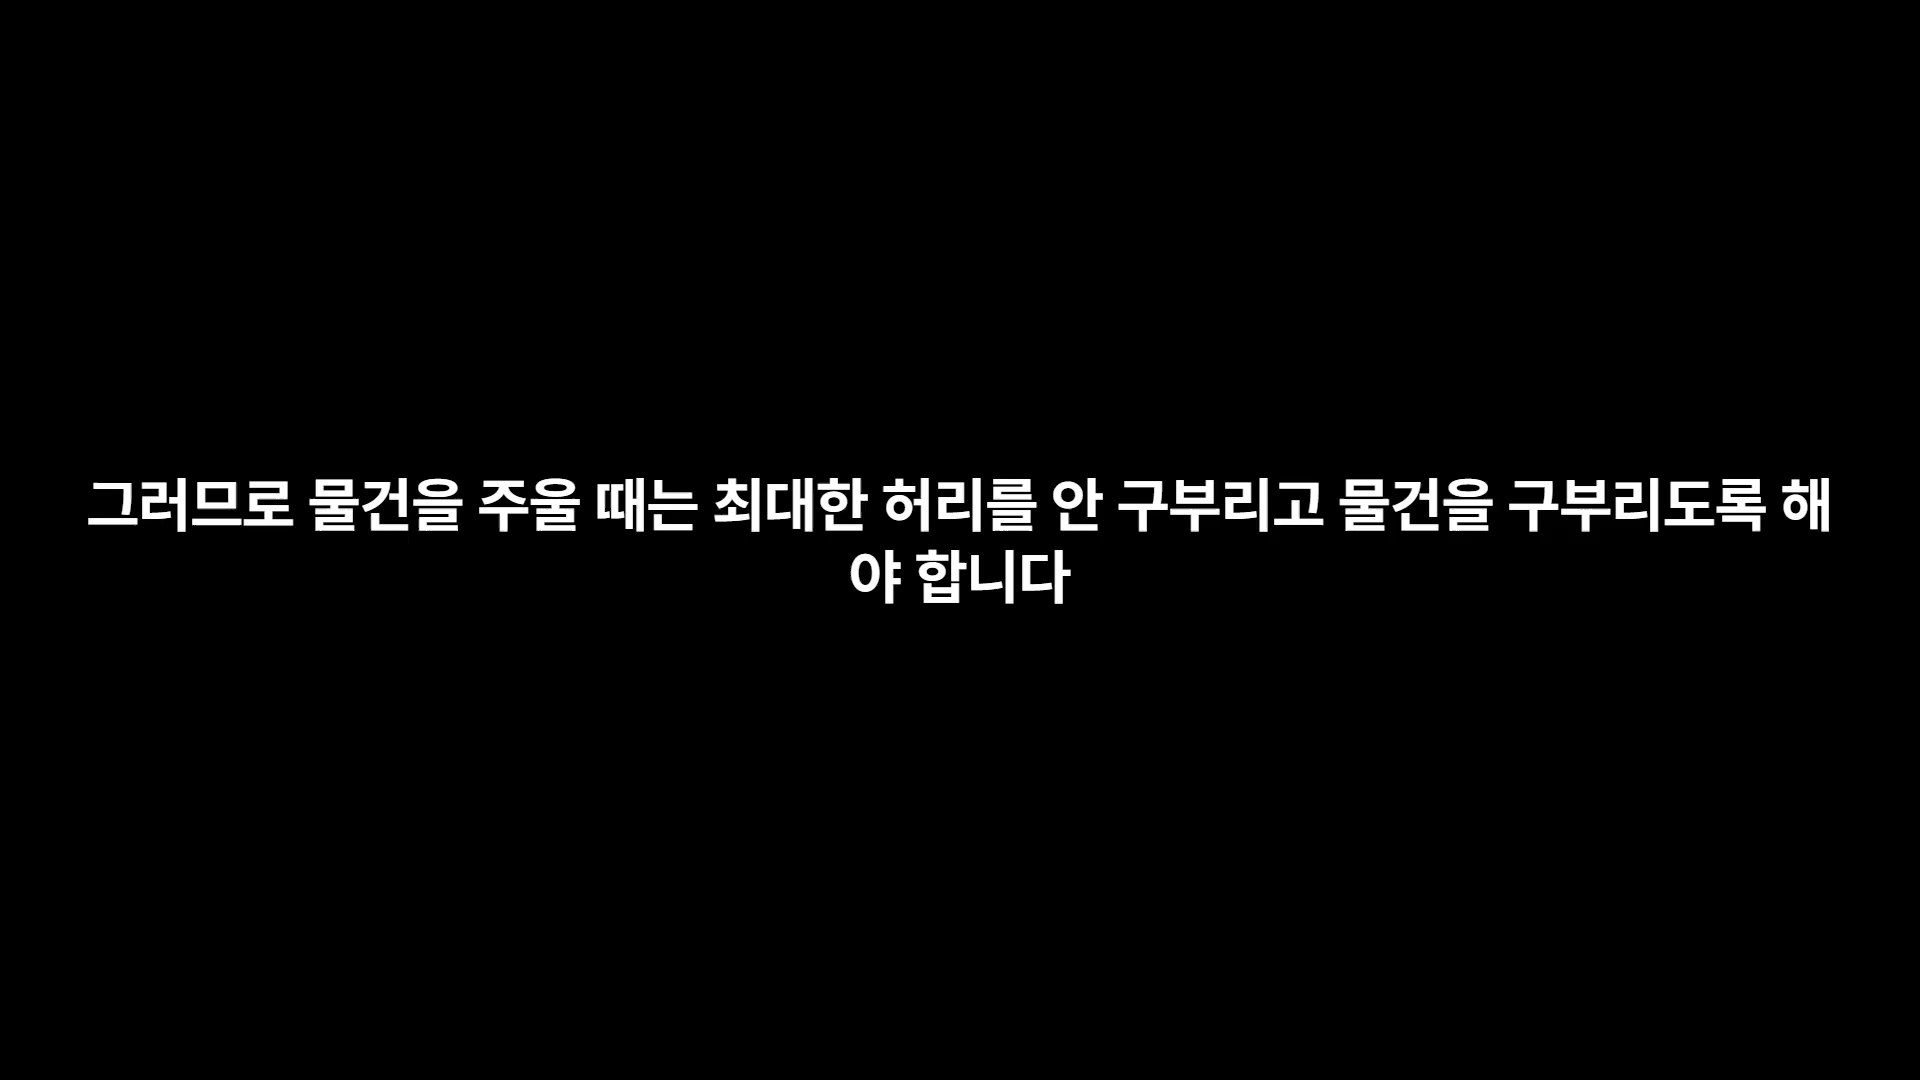 그러므로 물건을 주울 때는 최대한 허리를 안 구부리고 물건을 구부리도록 해
야 합니다